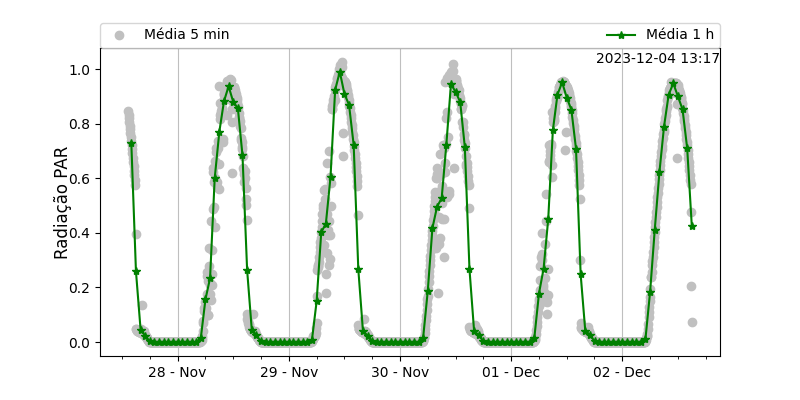 Média 5 min
Média 1 h
2023-12-04 13:17
Radiação PAR
1.0
0.8
0.6
0.4
0.2
0.0
28 - Nov
29 - Nov
30 - Nov
01 - Dec
02 - Dec